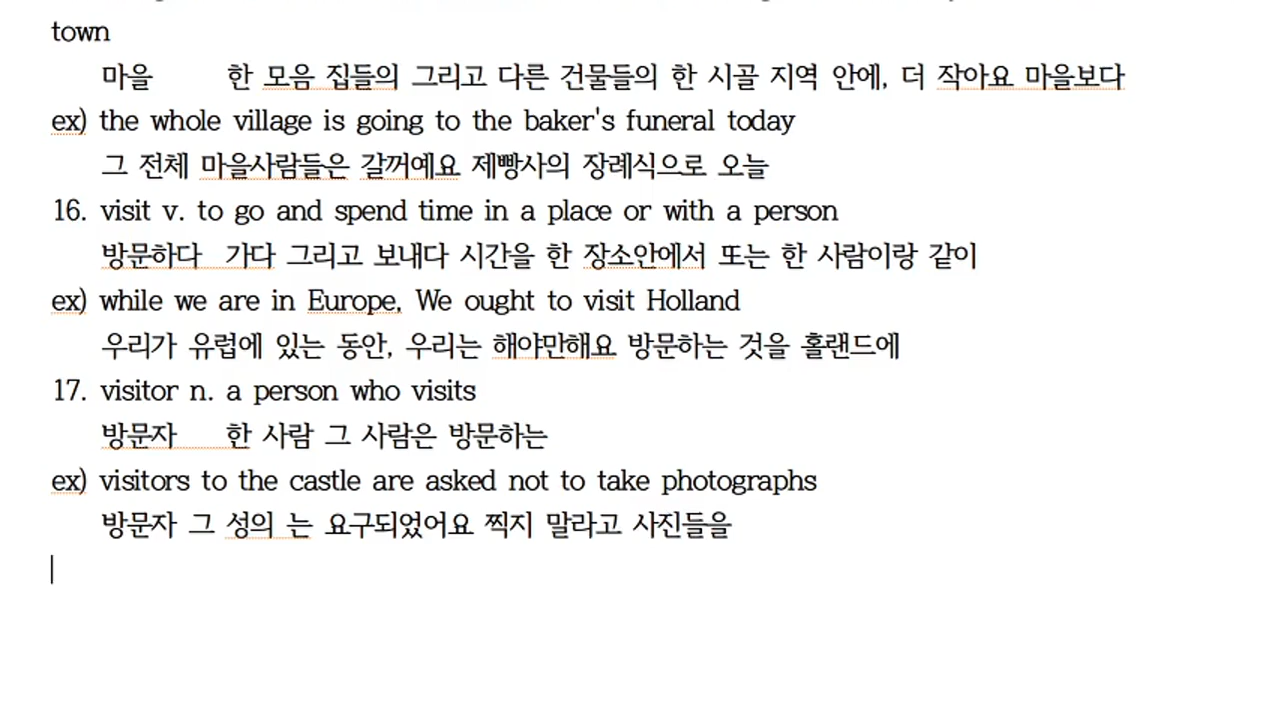 town
마을 한 모음 집들의 그리고 다른 건물들의 한 시골 지역 안에, 더 작아요 마을보다
ex) the whole village is going to the baker's funeral today
그 전체 마을사람들은 갈꺼예요 제빵사의 장례식으로 오늘
16. visit v. to go and spend time in a place or with a person
방문하다 가다 그리고 보내다 시간을 한 장소안에서 또는 한 사람이랑 같이
ex) while we are in Europe, We ought to visit Holland
우리가 유럽에 있는 동안, 우리는 해야만해요 방문하는 것을 홀랜드에
17. visitor n. a person who visits
방문자 한 사람 그 사람은 방문하는
ex) visitors to the castle are asked not to take photographs
방문자 그 성의 는 요구되었어요 찍지 말라고 사진들을